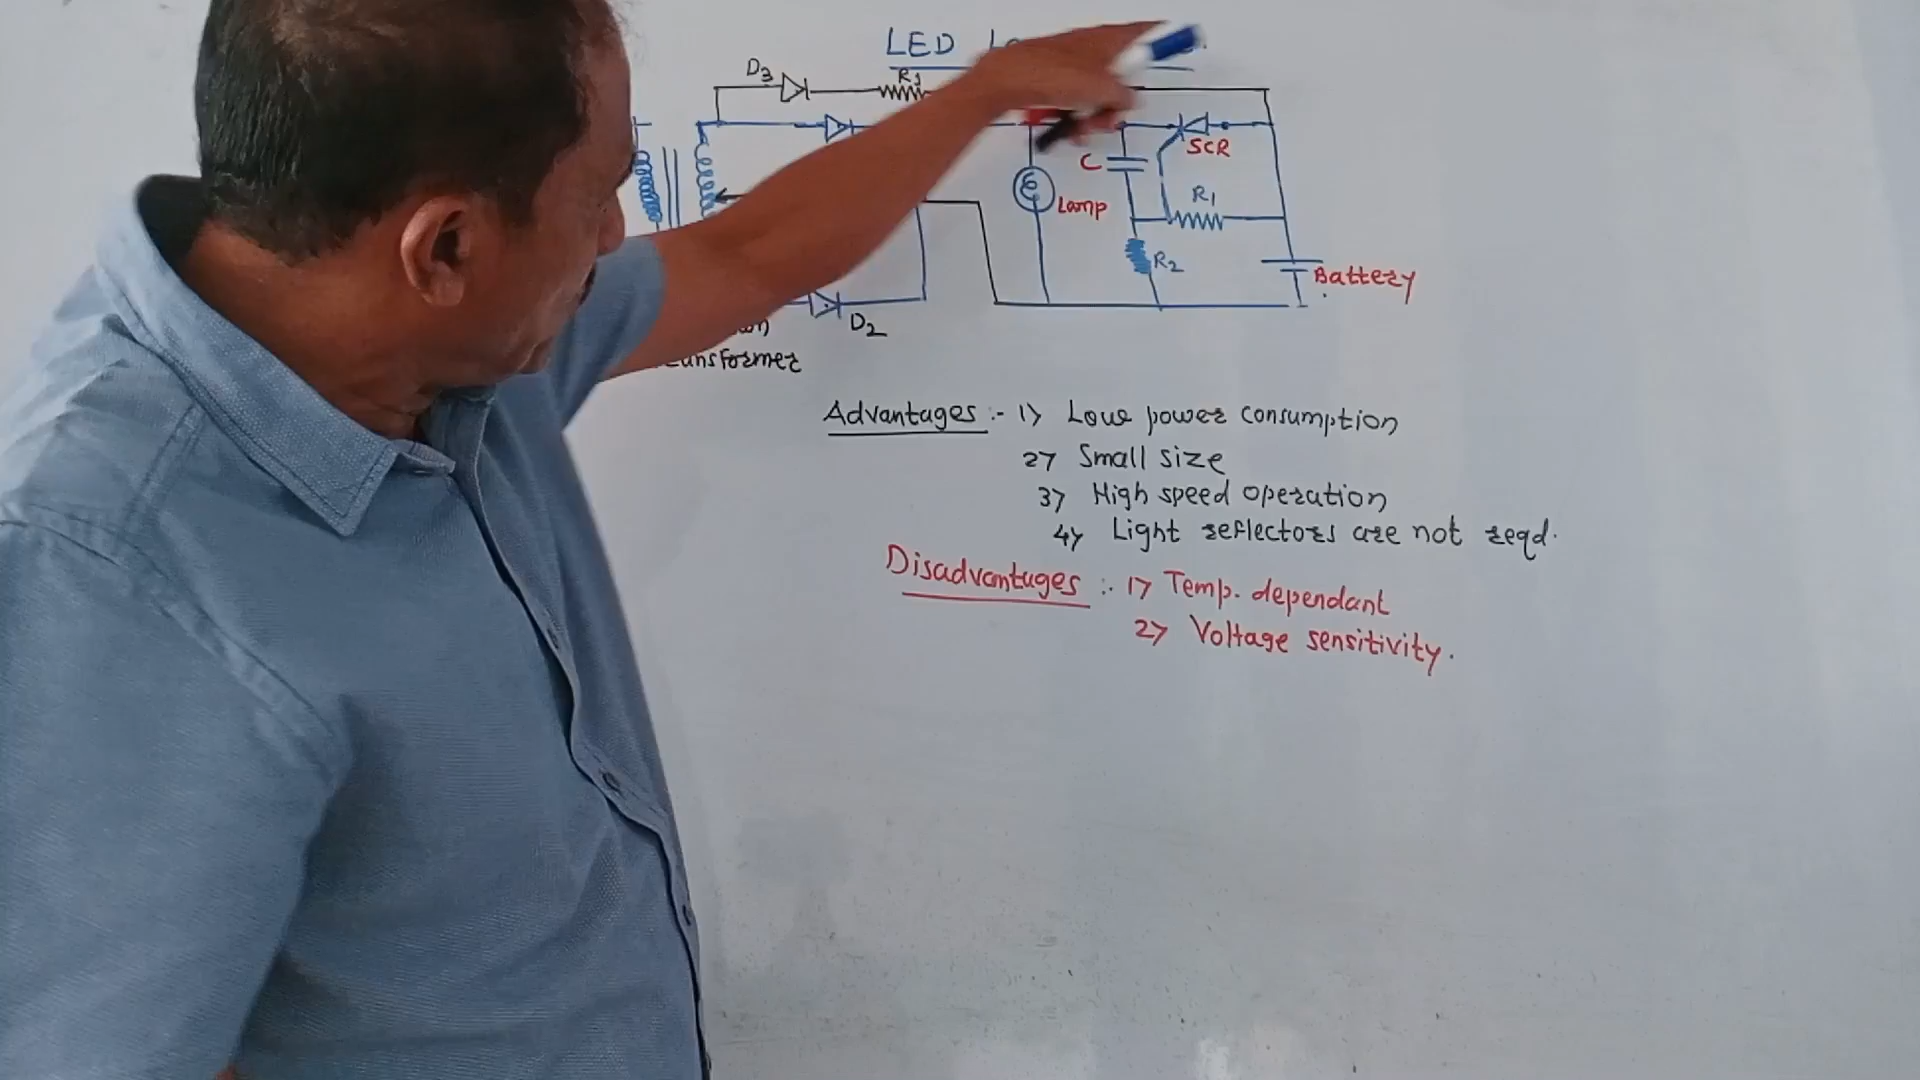 LED
D3
R3
C
SCR
R1
Lamp
R2
Battery
D2
Advantages :- 1) Low power consumption
2) Small size
3) High speed operation
4) Light reflectors are not reqd.
Disadvantages :- 1) Temp. dependant
2) Voltage sensitivity.